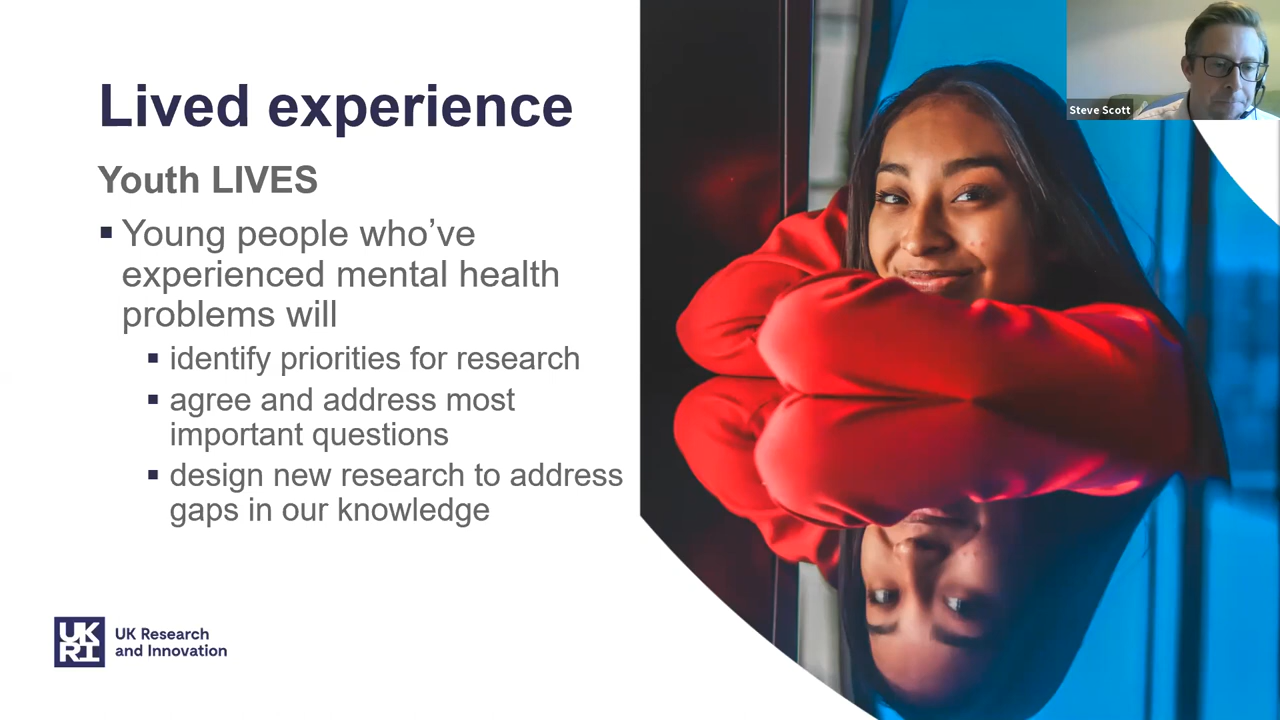 Lived experience
Youth LIVES
▪ Young people who’ve
experienced mental health
problems will
▪ identify priorities for research
▪ agree and address most
important questions
▪ design new research to address
gaps in our knowledge
UK
RI
UK Research
and Innovation
Steve Scott